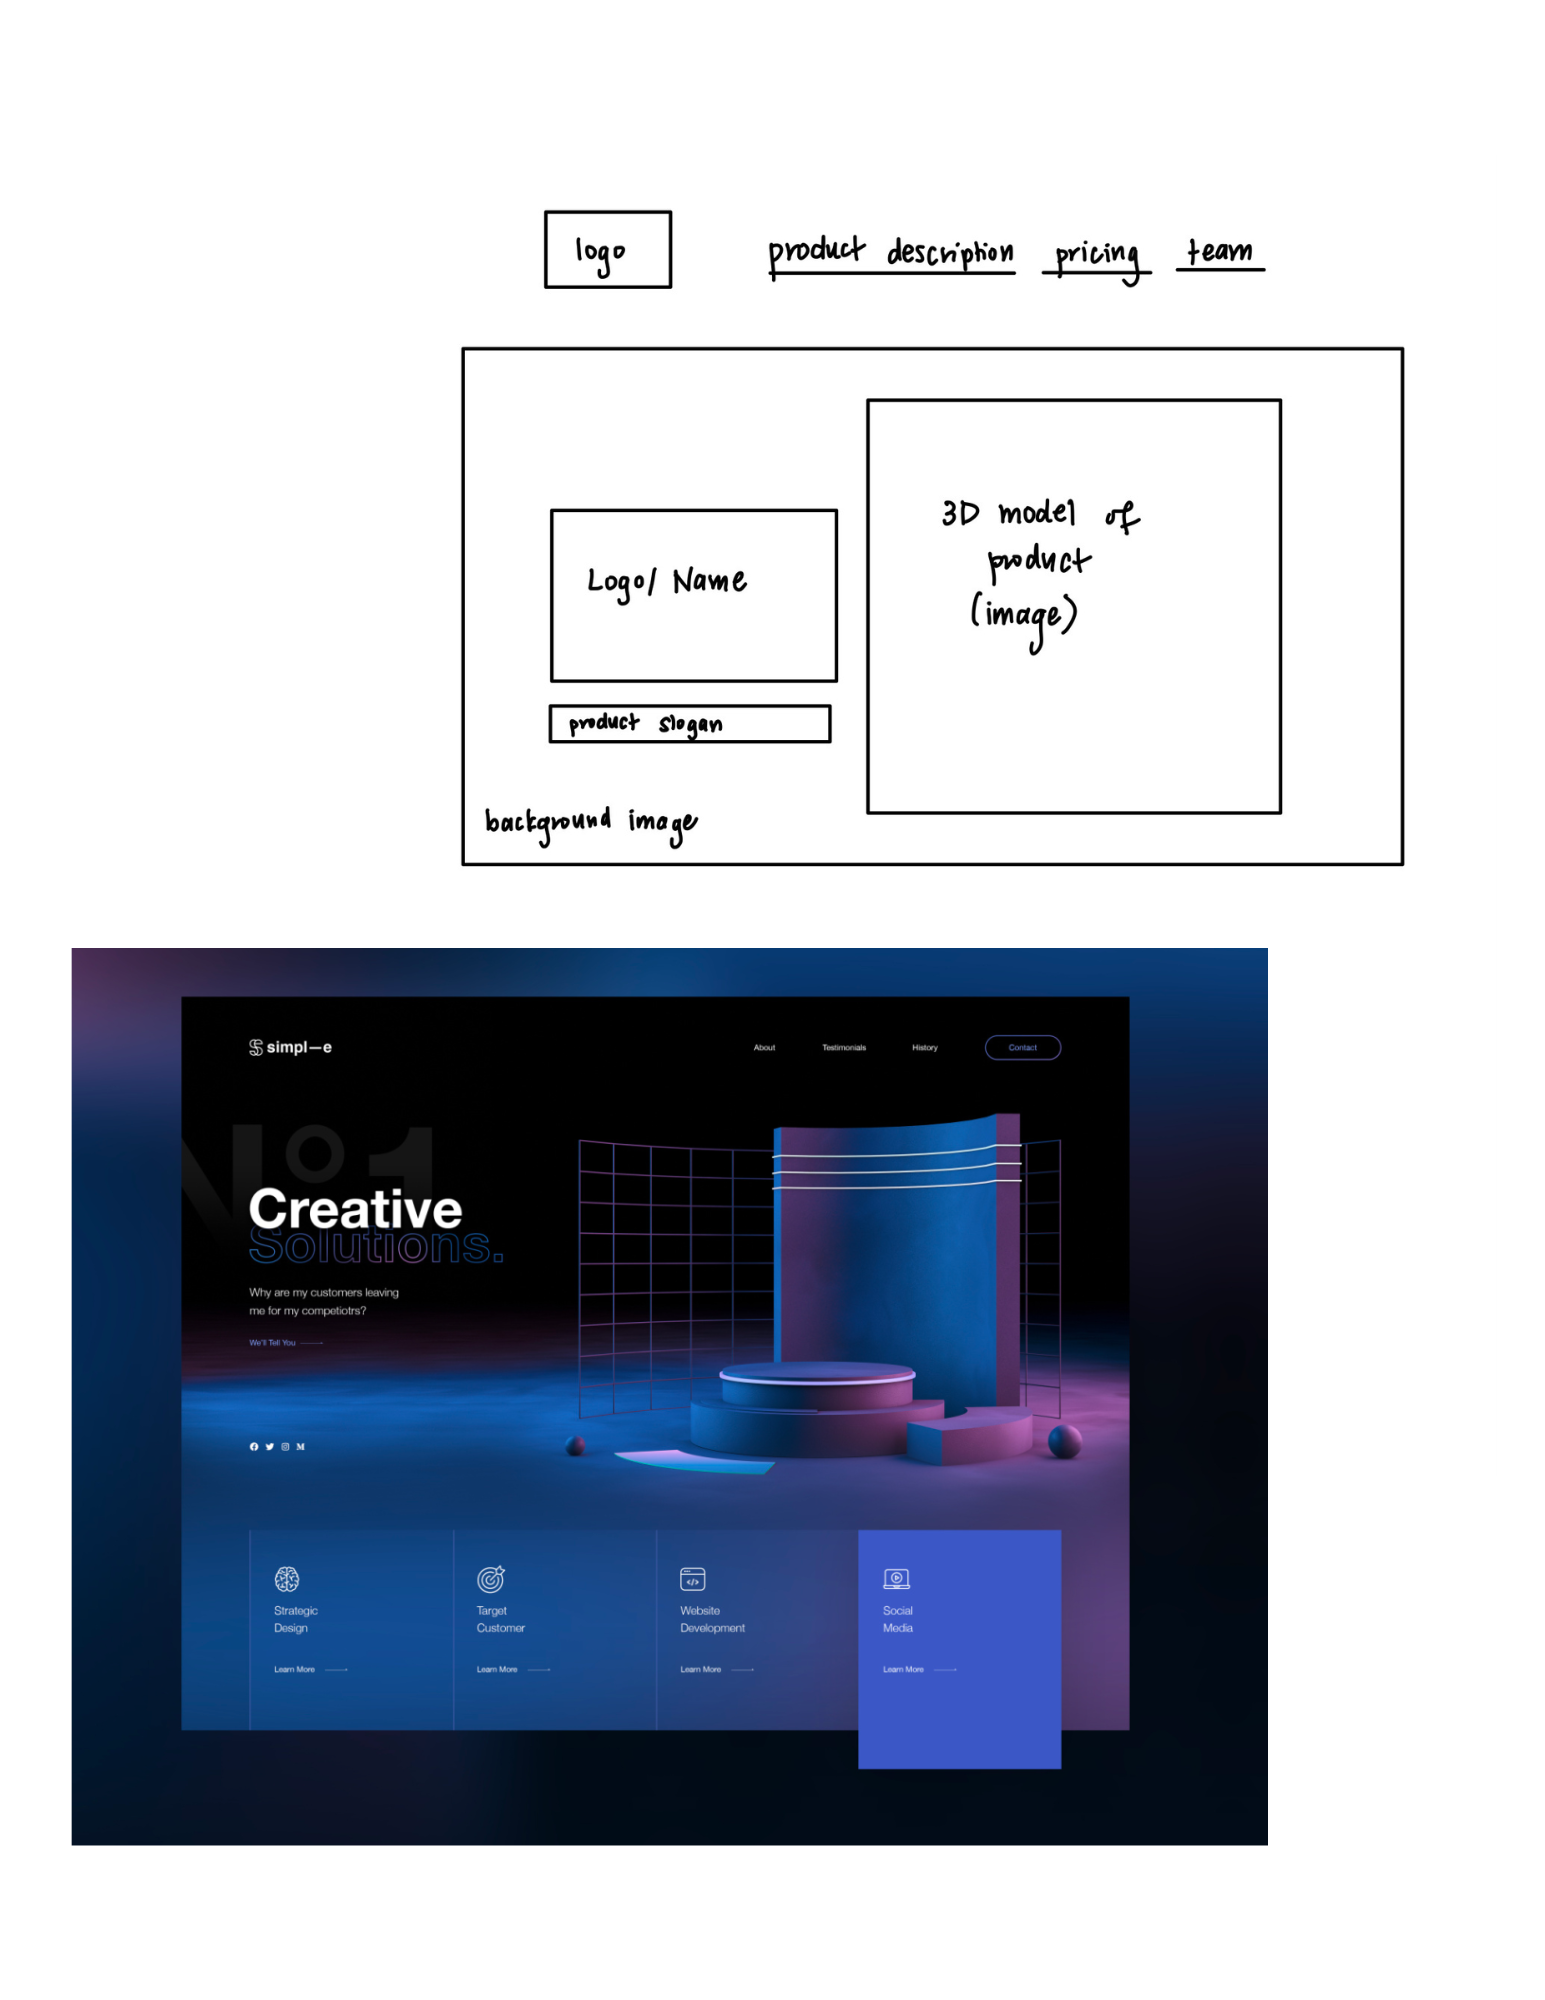 logo
product description pricing team
3D model of
product
(image)
Logo/ Name
product slogan
background image
simpl—e
About Testimonials History Contact
Nº1
Creative
Solutions.
Why are my customers leaving
me for my competiotrs?
We'll Tell You
Strategic
Design
Learn More
Target
Customer
Learn More
Website
Development
Learn More
Social
Media
Learn More